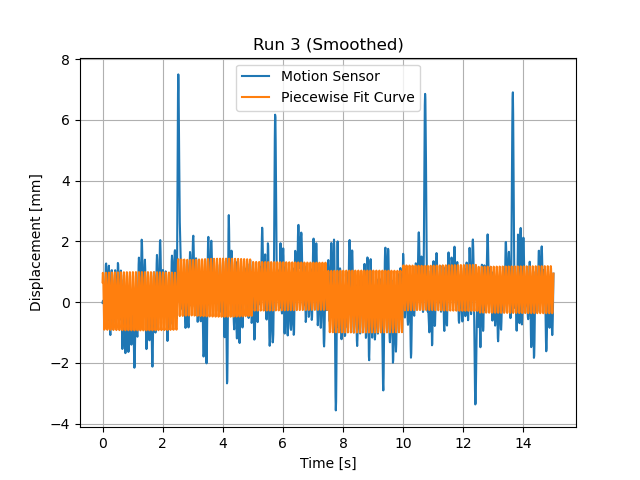 Run 3 (Smoothed)
Motion Sensor
Piecewise Fit Curve
Displacement [mm]
8
6
4
2
0
−2
−4
0 2 4 6 8 10 12 14
Time [s]